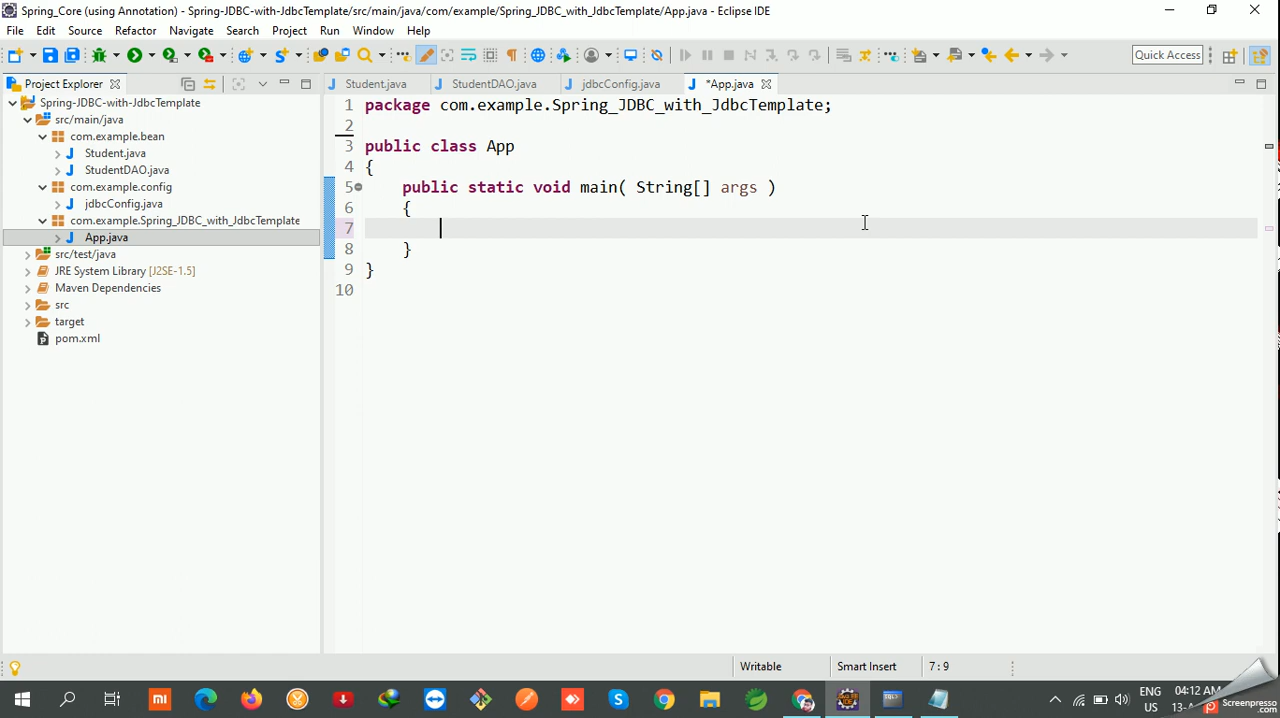 Spring_Core (using Annotation) - Spring-JDBC-with-JdbcTemplate/src/main/java/com/example/Spring_JDBC_with_JdbcTemplate/App.java - Eclipse IDE
File Edit Source Refactor Navigate Search Project Run Window Help
Quick Access
Project Explorer
Student.java StudentDAO.java jdbcConfig.java *App.java
Spring-JDBC-with-JdbcTemplate
src/main/java
com.example.bean
Student.java
StudentDAO.java
com.example.config
jdbcConfig.java
com.example.Spring_JDBC_with_JdbcTemplate
App.java
src/test/java
JRE System Library [J2SE-1.5]
Maven Dependencies
src
target
pom.xml
1 package com.example.Spring_JDBC_with_JdbcTemplate;
2
3 public class App
4 {
5 public static void main( String[] args )
6 {
7
8 }
9 }
10
Writable Smart Insert 7 : 9
ENG 04:12 AM
US 13-A
Screenpresso
.com